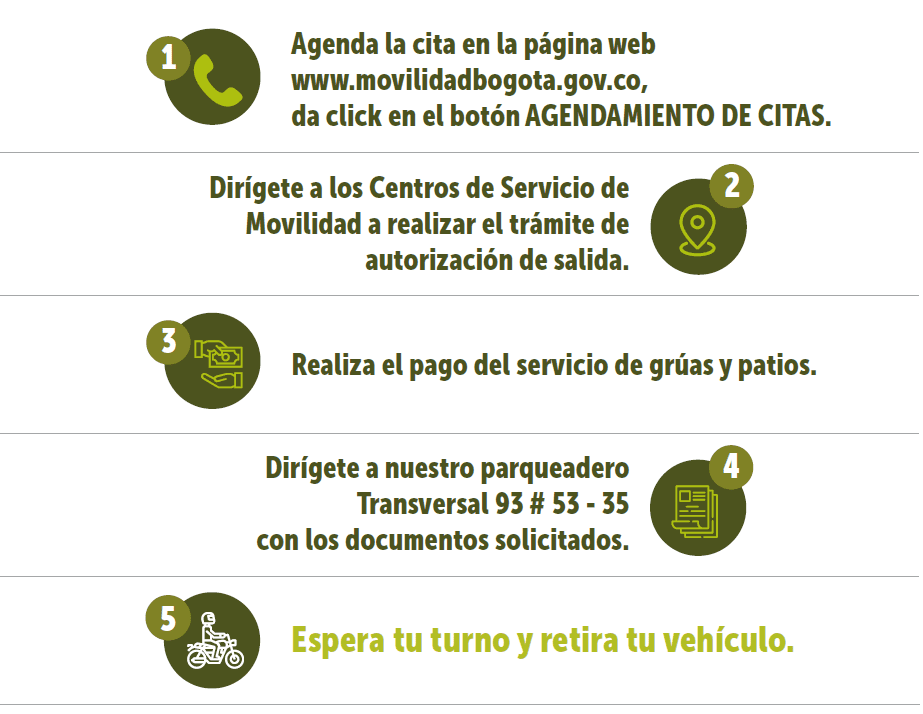 1
Agenda la cita en la página web
www.movilidadbogota.gov.co,
da click en el botón AGENDAMIENTO DE CITAS.
2
Dirígete a los Centros de Servicio de
Movilidad a realizar el trámite de
autorización de salida.
3
Realiza el pago del servicio de grúas y patios.
4
Dirígete a nuestro parqueadero
Transversal 93 # 53 - 35
con los documentos solicitados.
5
Espera tu turno y retira tu vehículo.